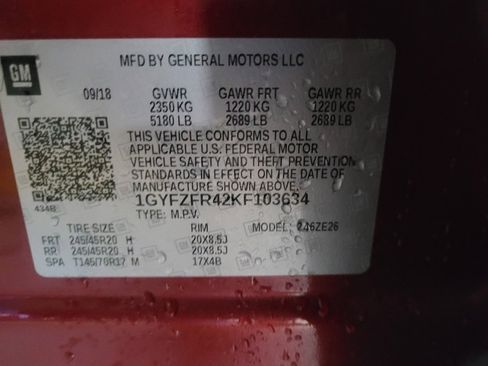 GM
MFD BY GENERAL MOTORS LLC
09/18 GVWR GAWR FRT GAWR RR
2350 KG 1220 KG 1220 KG
5180 LB 2689 LB 2689 LB
THIS VEHICLE CONFORMS TO ALL
APPLICABLE U.S. FEDERAL MOTOR
VEHICLE SAFETY AND THEFT PREVENTION
STANDARDS IN EFFECT ON THE DATE OF
MANUFACTURE SHOWN ABOVE.
434B 1GYFZFR42KF103634
TYPE: M.P.V. MODEL: 246ZE26
TIRE SIZE RIM
FRT 245/45R20 H 20X8.5J
RR 245/45R20 H 20X8.5J
SPA T145/70R17 M 17X4B